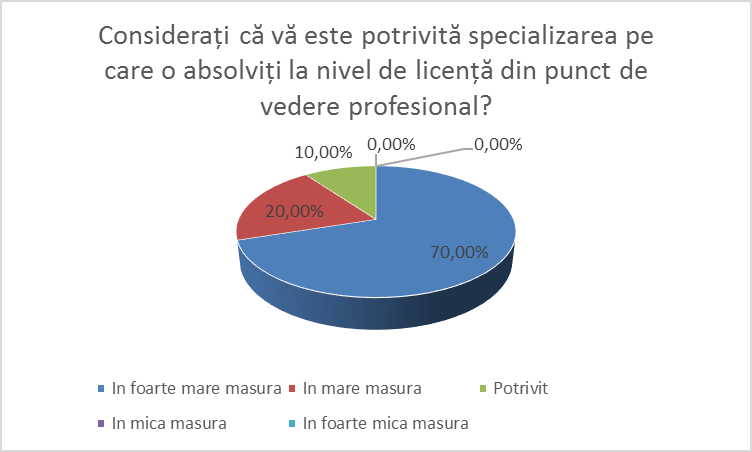 Considerați că vă este potrivită specializarea pe
care o absolviți la nivel de licență din punct de
vedere profesional?
0,00% 0,00%
10,00%
20,00%
70,00%
In foarte mare masura In mare masura Potrivit
In mica masura In foarte mica masura